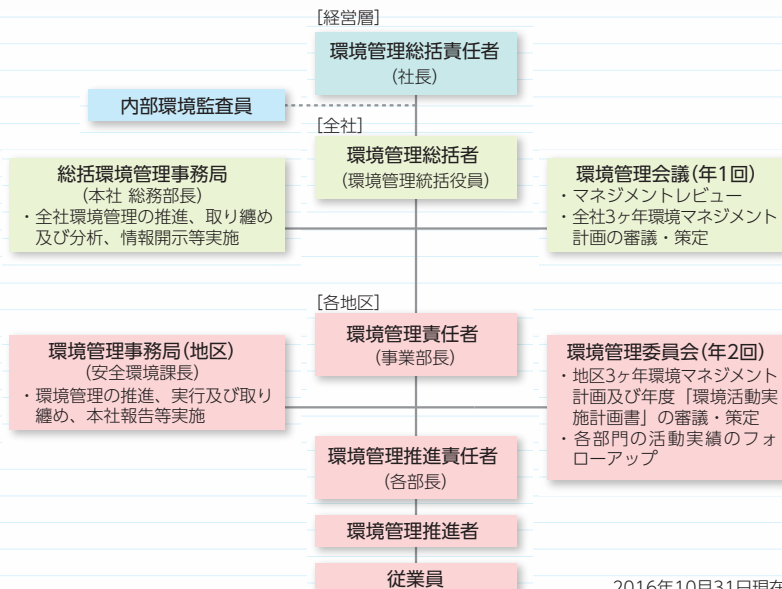 [経営層]
環境管理総括責任者
(社長)
内部環境監査員
[全社]
環境管理総括者
(環境管理統括役員)
総括環境管理事務局
(本社 総務部長)
・全社環境管理の推進、取り纏め
及び分析、情報開示等実施
環境管理会議(年1回)
・マネジメントレビュー
・全社3ヶ年環境マネジメント
計画の審議・策定
[各地区]
環境管理責任者
(事業部長)
環境管理事務局(地区)
(安全環境課長)
・環境管理の推進、実行及び取り
纏め、本社報告等実施
環境管理委員会(年2回)
・地区3ヶ年環境マネジメント
計画及び年度「環境活動実
施計画書」の審議・策定
・各部門の活動実績のフォ
ローアップ
環境管理推進責任者
(各部長)
環境管理推進者
従業員
2016年10月31日現在